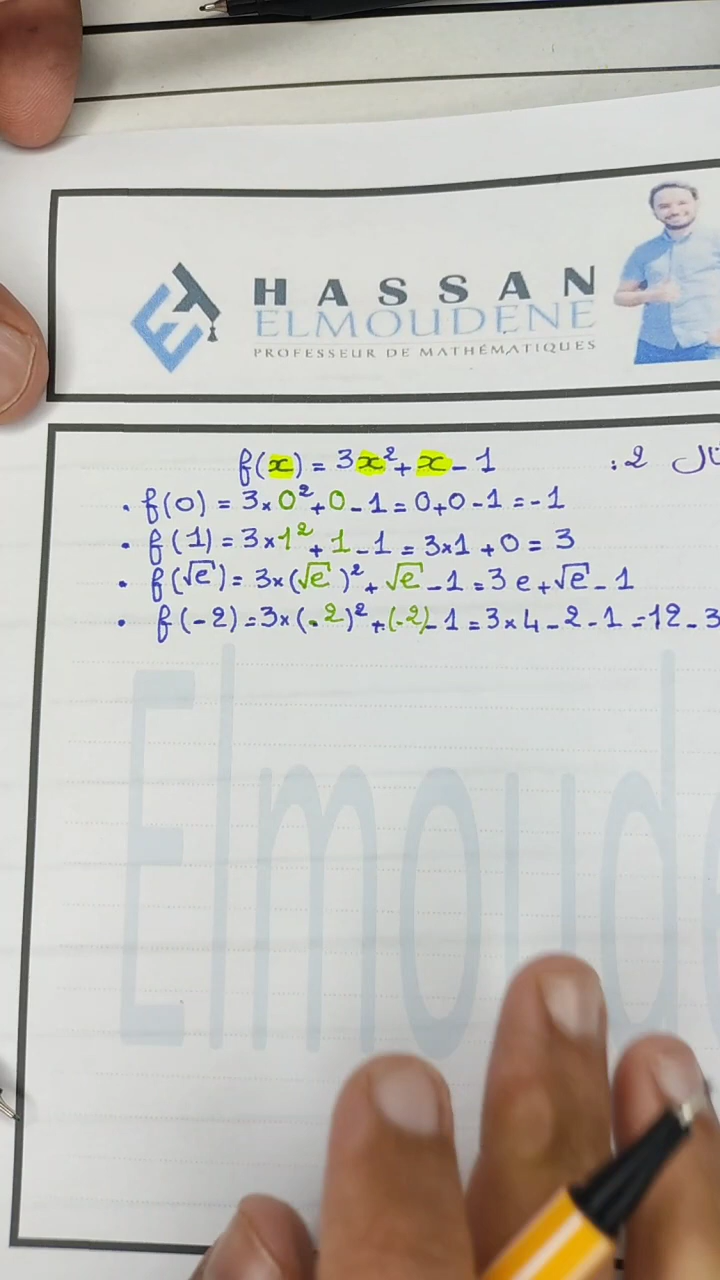 HASSAN
ELMOUDENE
PROFESSEUR DE MATHÉMATIQUES
f(x) = 3x²+x-1 : 2
• f(0) = 3×0²+0-1 = 0+0-1 = -1
• f(1) = 3×1²+1-1 = 3×1+0 = 3
• f(√e) = 3×(√e)²+√e-1 = 3e+√e-1
• f(-2) = 3×(-2)²+(-2)-1 = 3×4-2-1 = 12-3
Elmoude